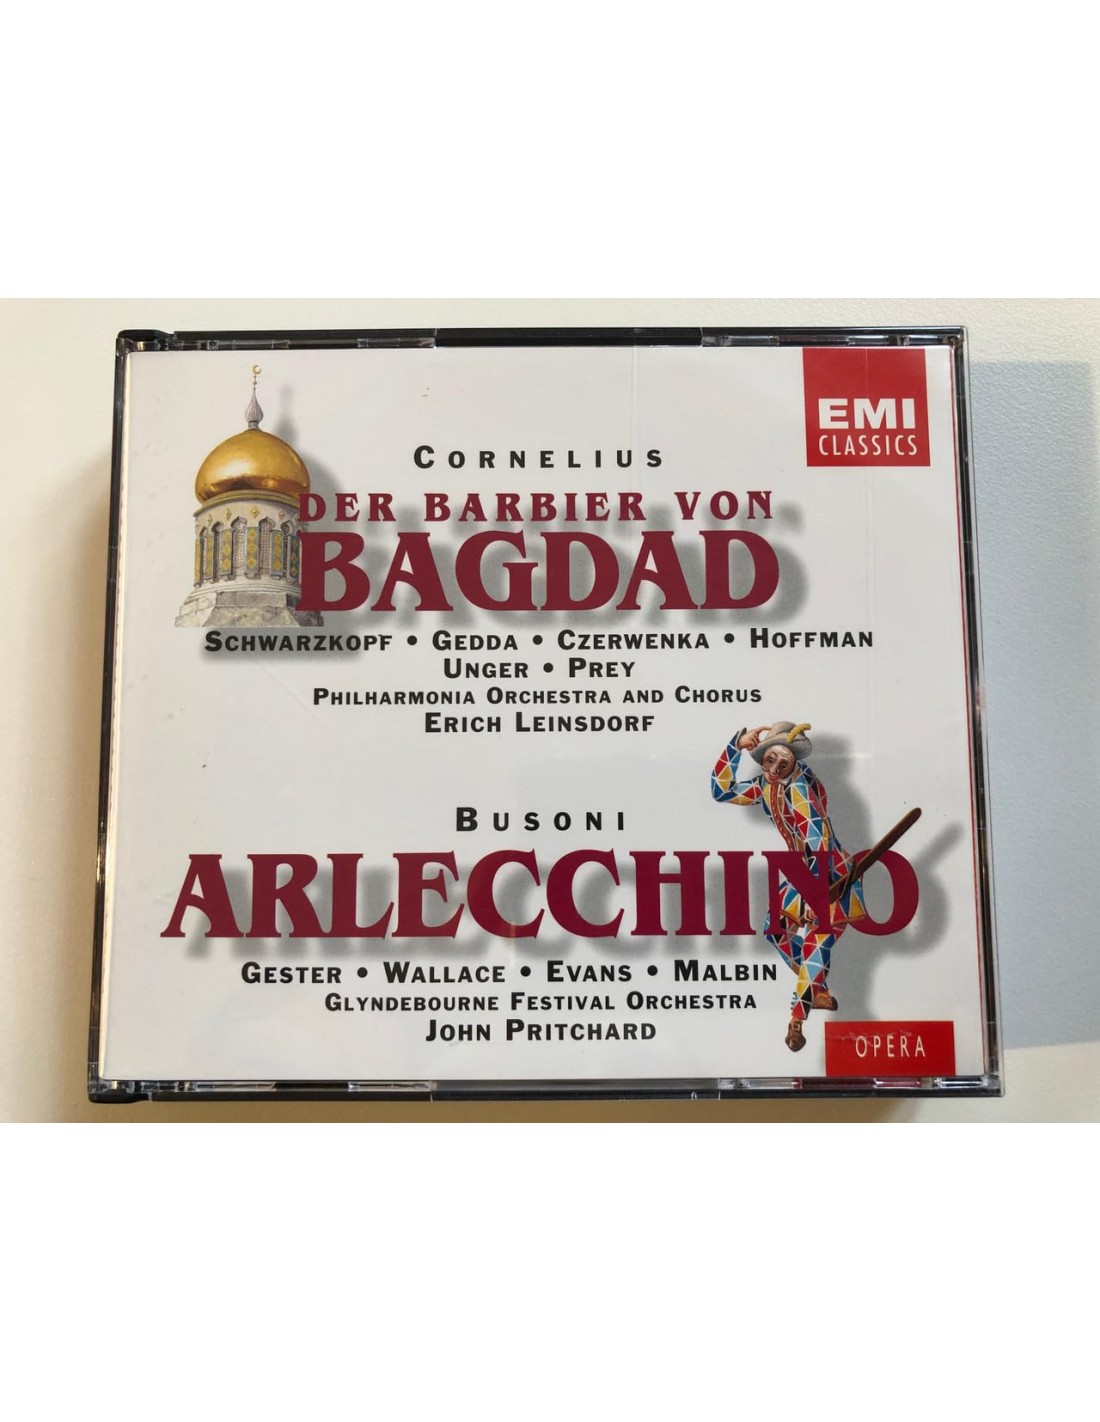 EMI
CLASSICS
CORNELIUS
DER BARBIER VON
BAGDAD
SCHWARZKOPF • GEDDA • CZERWENKA • HOFFMAN
UNGER • PREY
PHILHARMONIA ORCHESTRA AND CHORUS
ERICH LEINSDORF
BUSONI
ARLECCHINO
GESTER • WALLACE • EVANS • MALBIN
GLYNDEBOURNE FESTIVAL ORCHESTRA
JOHN PRITCHARD
OPERA